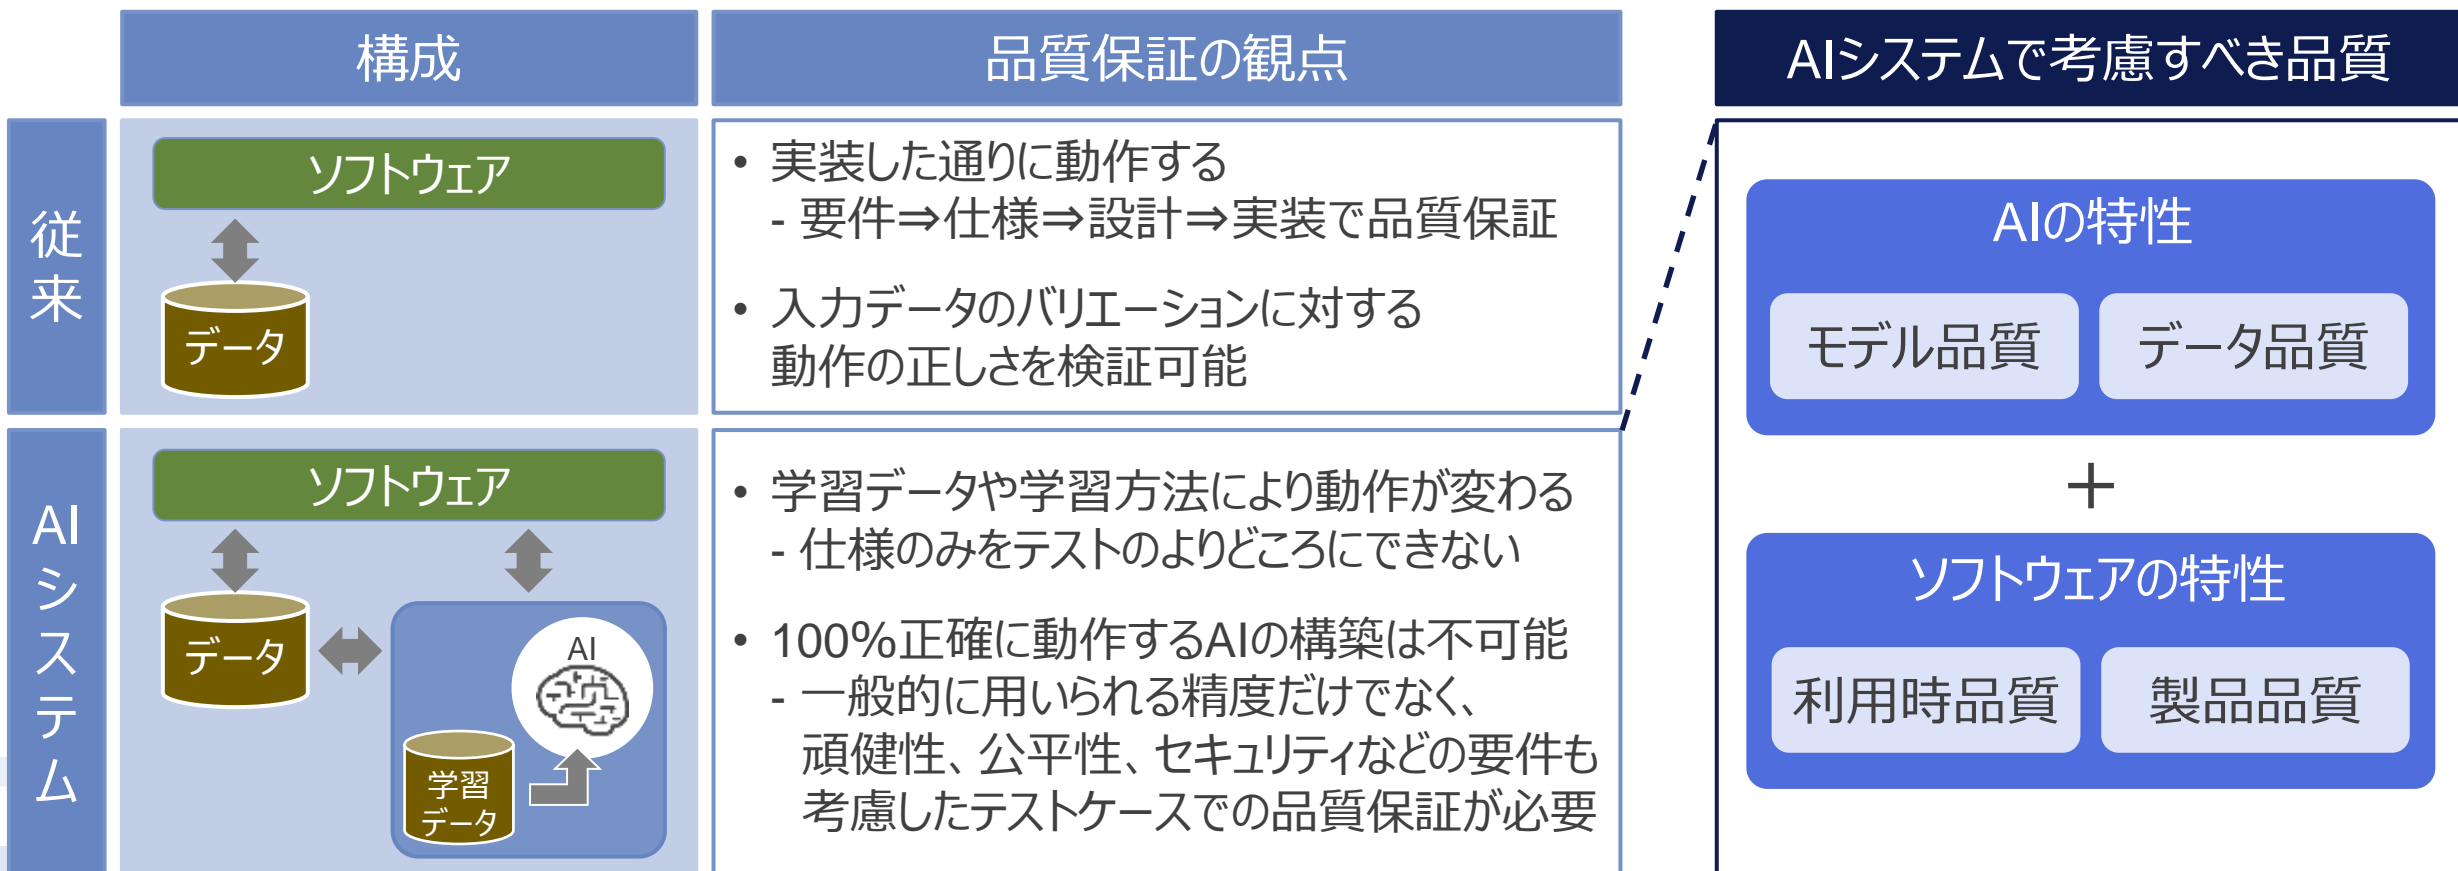 構成
品質保証の観点
AIシステムで考慮すべき品質
従来
ソフトウェア
データ
• 実装した通りに動作する
- 要件⇒仕様⇒設計⇒実装で品質保証
• 入力データのバリエーションに対する
動作の正しさを検証可能
AIシステム
ソフトウェア
データ
AI
学習
データ
• 学習データや学習方法により動作が変わる
- 仕様のみをテストのよりどころにできない
• 100%正確に動作するAIの構築は不可能
- 一般的に用いられる精度だけでなく、
頑健性、公平性、セキュリティなどの要件も
考慮したテストケースでの品質保証が必要
AIの特性
モデル品質
データ品質
＋
ソフトウェアの特性
利用時品質
製品品質